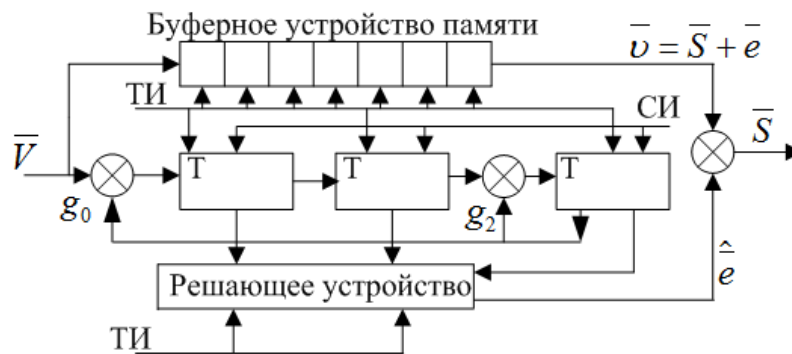 Буферное устройство памяти
ῡ = S̄ + ē
ТИ
СИ
V̄
S̄
T
T
T
g₀
g₂
ê̄
Решающее устройство
ТИ